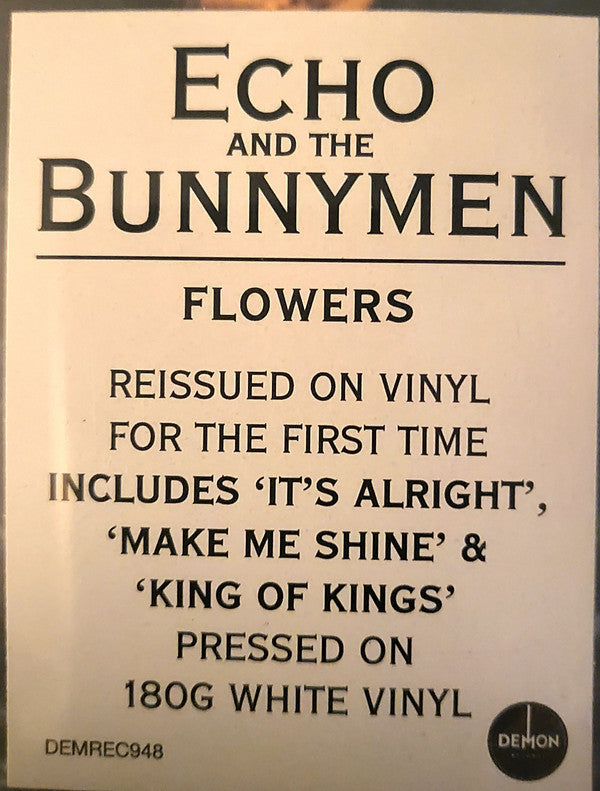 ECHO
AND THE
BUNNYMEN
FLOWERS
REISSUED ON VINYL
FOR THE FIRST TIME
INCLUDES ‘IT’S ALRIGHT’,
‘MAKE ME SHINE’ &
‘KING OF KINGS’
PRESSED ON
180G WHITE VINYL
DEMREC948
DEMON